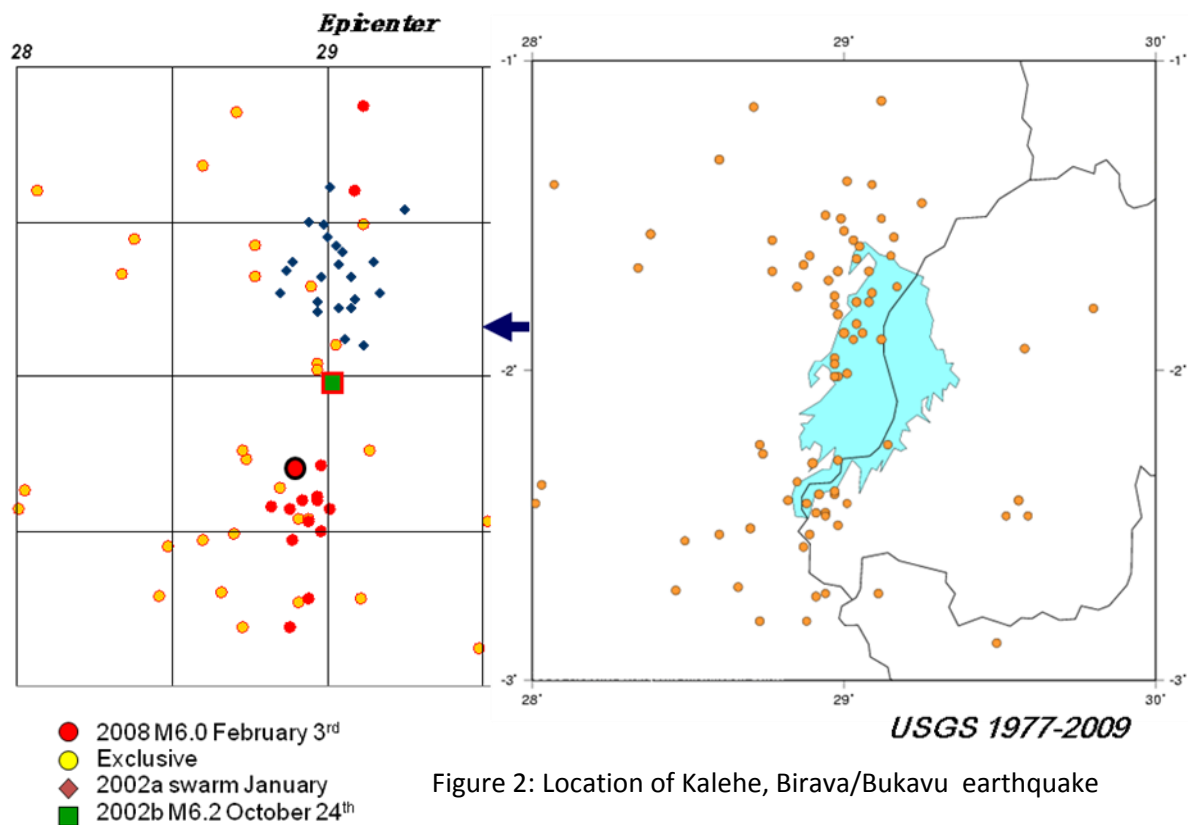 Epicenter
28 29
28° 29° 30°
-1° -1°
-2° -2°
-3° -3°
28° 29° 30°
USGS 1977-2009
2008 M6.0 February 3rd
Exclusive
2002a swarm January
2002b M6.2 October 24th
Figure 2: Location of Kalehe, Birava/Bukavu earthquake